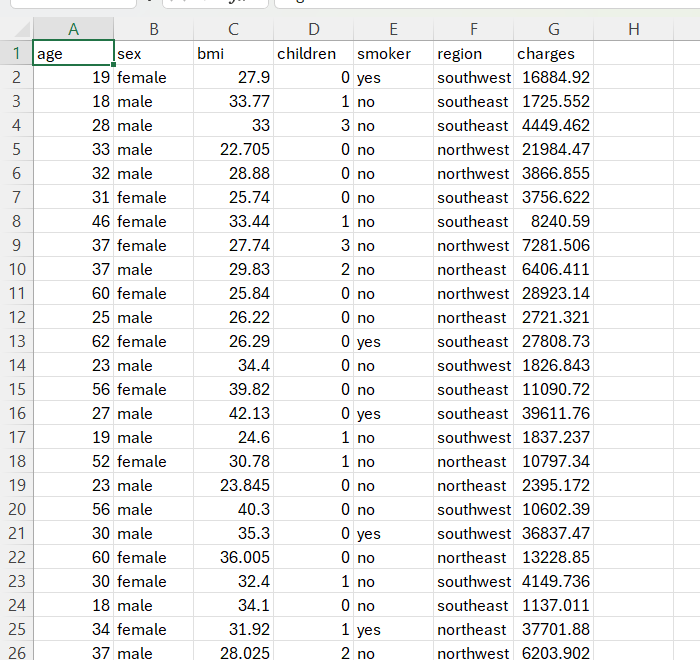 A B C D E F G H
1 age sex bmi children smoker region charges
2 19 female 27.9 0 yes southwest 16884.92
3 18 male 33.77 1 no southeast 1725.552
4 28 male 33 3 no southeast 4449.462
5 33 male 22.705 0 no northwest 21984.47
6 32 male 28.88 0 no northwest 3866.855
7 31 female 25.74 0 no southeast 3756.622
8 46 female 33.44 1 no southeast 8240.59
9 37 female 27.74 3 no northwest 7281.506
10 37 male 29.83 2 no northeast 6406.411
11 60 female 25.84 0 no northwest 28923.14
12 25 male 26.22 0 no northeast 2721.321
13 62 female 26.29 0 yes southeast 27808.73
14 23 male 34.4 0 no southwest 1826.843
15 56 female 39.82 0 no southeast 11090.72
16 27 male 42.13 0 yes southeast 39611.76
17 19 male 24.6 1 no southwest 1837.237
18 52 female 30.78 1 no northeast 10797.34
19 23 male 23.845 0 no northeast 2395.172
20 56 male 40.3 0 no southwest 10602.39
21 30 male 35.3 0 yes southwest 36837.47
22 60 female 36.005 0 no northeast 13228.85
23 30 female 32.4 1 no southwest 4149.736
24 18 male 34.1 0 no southeast 1137.011
25 34 female 31.92 1 yes northeast 37701.88
26 37 male 28.025 2 no northwest 6203.902